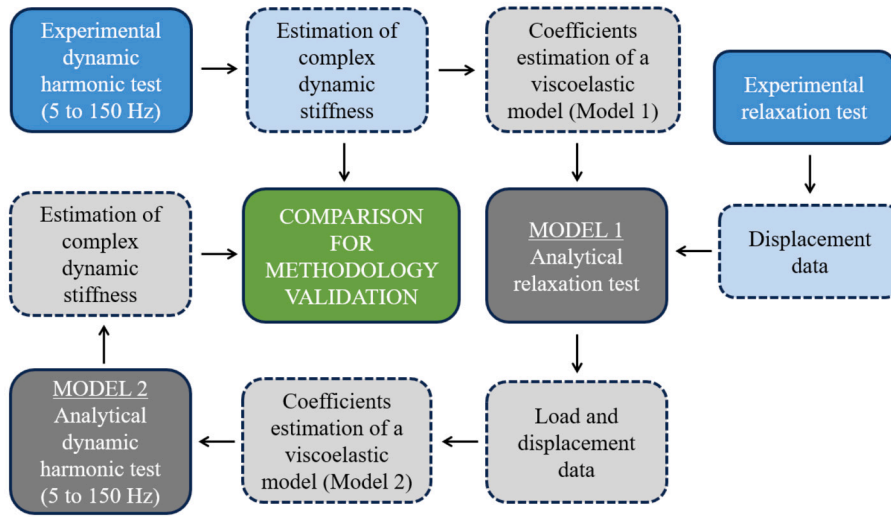 Experimental
dynamic
harmonic test
(5 to 150 Hz)
Estimation of
complex
dynamic
stiffness
Coefficients
estimation of a
viscoelastic
model (Model 1)
Experimental
relaxation test
Estimation of
complex
dynamic
stiffness
COMPARISON
FOR
METHODOLOGY
VALIDATION
MODEL 1
Analytical
relaxation test
Displacement
data
MODEL 2
Analytical
dynamic
harmonic test
(5 to 150 Hz)
Coefficients
estimation of a
viscoelastic
model (Model 2)
Load and
displacement
data